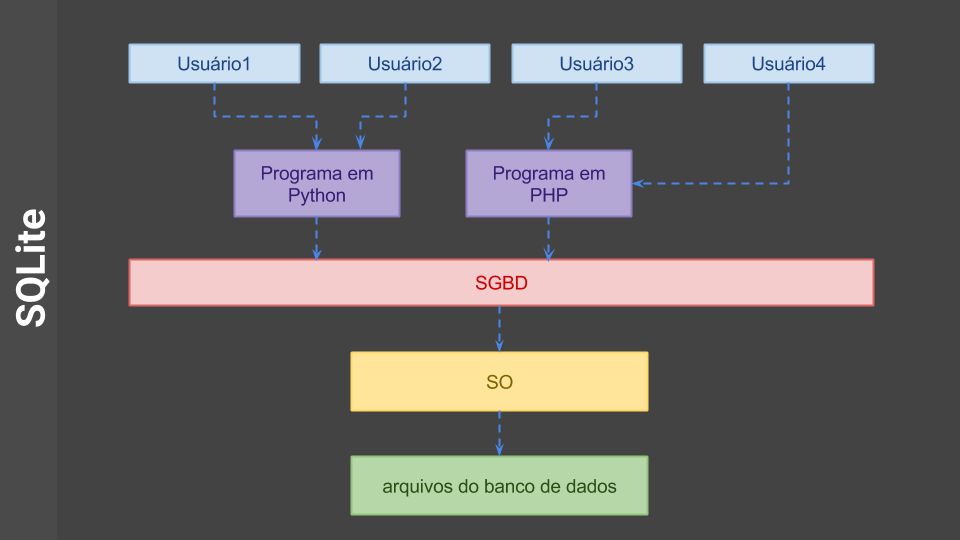 SQLite
Usuário1
Usuário2
Usuário3
Usuário4
Programa em
Python
Programa em
PHP
SGBD
SO
arquivos do banco de dados